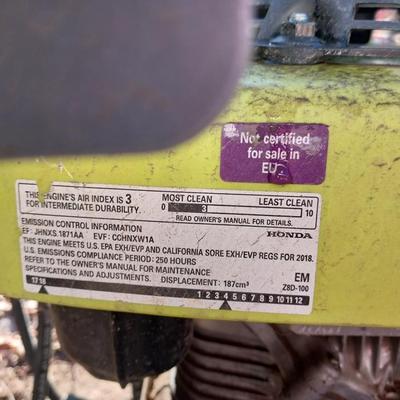 Not certified
for sale in
EU.
THIS ENGINE'S AIR INDEX IS 3
FOR INTERMEDIATE DURABILITY.
MOST CLEAN LEAST CLEAN
0 3 10
READ OWNER'S MANUAL FOR DETAILS.
EMISSION CONTROL INFORMATION
HONDA
EF: JHNXS.1871AA EVF: CCHNXW1A
THIS ENGINE MEETS U.S. EPA EXH/EVP AND CALIFORNIA SORE EXH/EVP REGS FOR 2018.
U.S. EMISSIONS COMPLIANCE PERIOD: 250 HOURS
REFER TO THE OWNER'S MANUAL FOR MAINTENANCE
EM
SPECIFICATIONS AND ADJUSTMENTS. DISPLACEMENT: 187cm³
Z8D-100
17 18
1 2 3 4 5 6 7 8 9 10 11 12